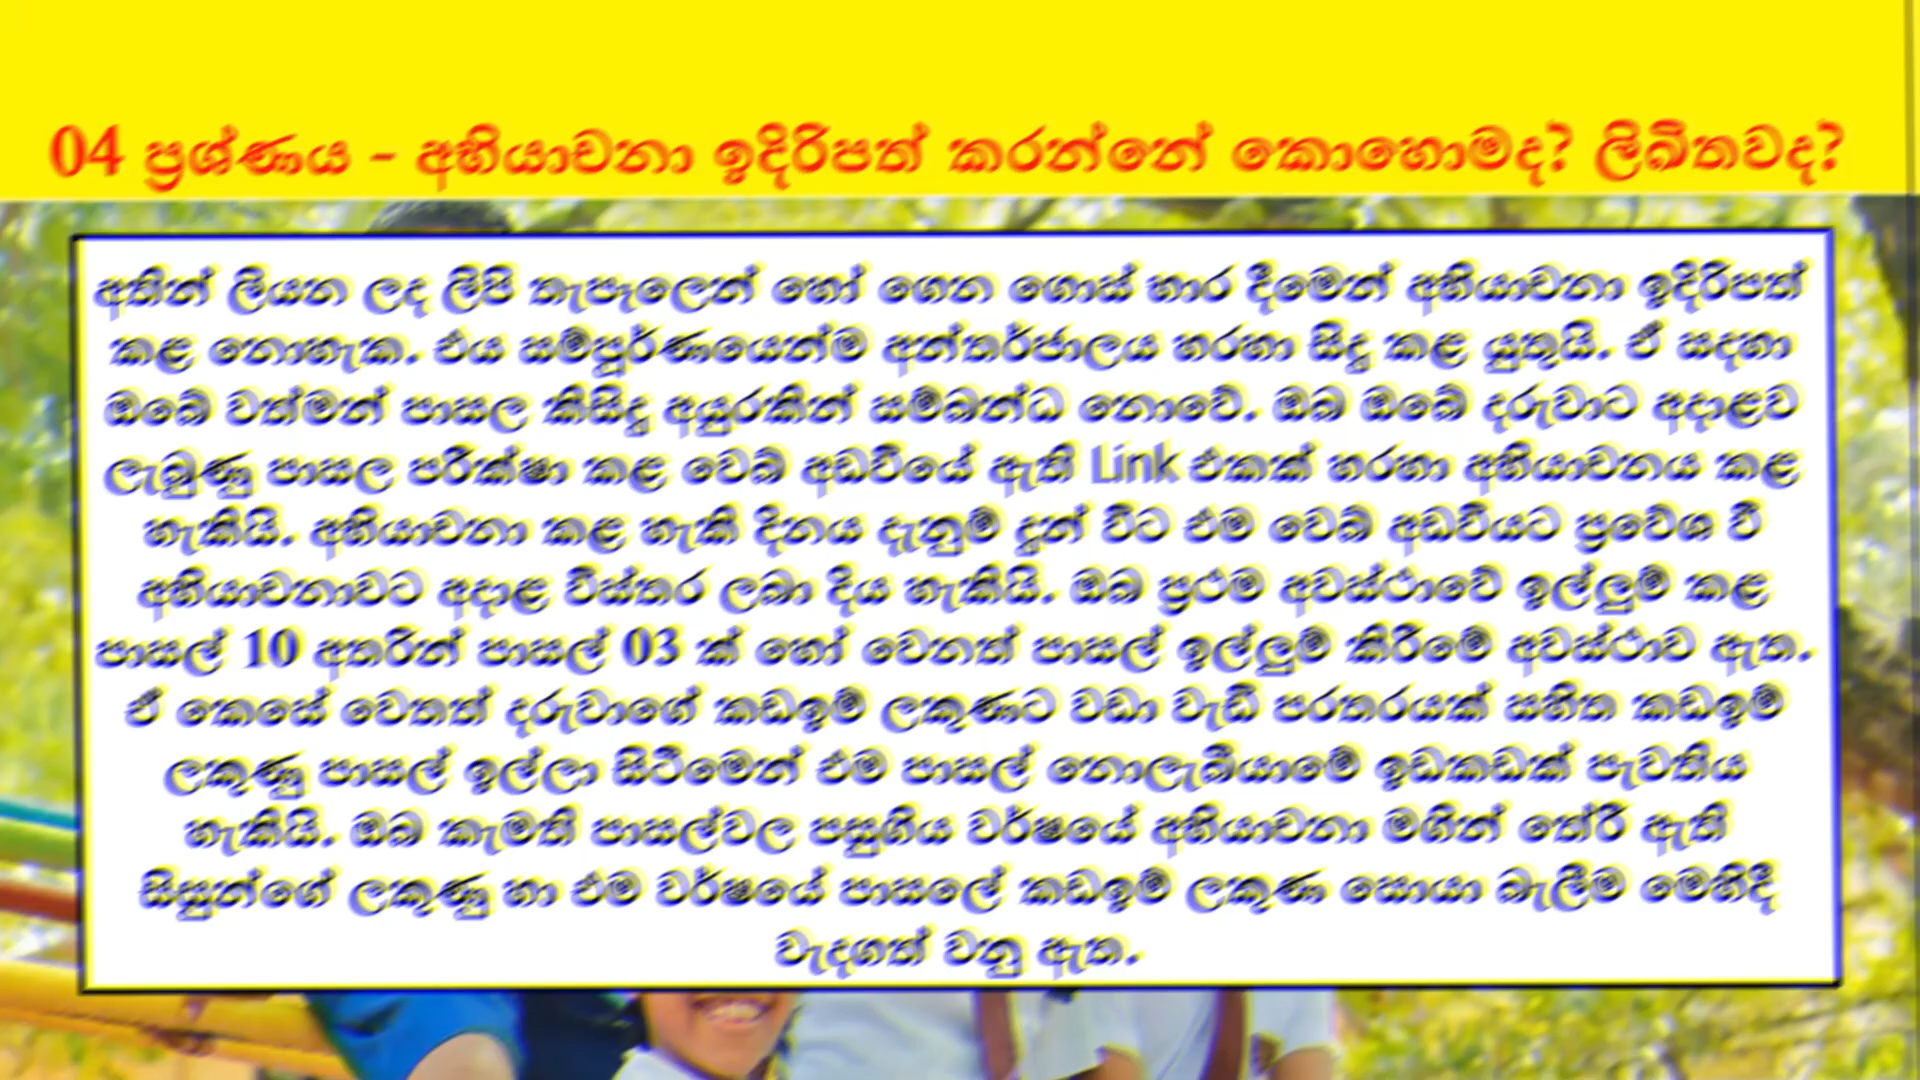 04 ප්‍රශ්ණය - අභියාචනා ඉදිරිපත් කරන්නේ කොහොමද? ලිඛිතවද?
අතින් ලියන ලද ලිපි තැපෑලෙන් හෝ ගෙන ගොස් භාර දීමෙන් අභියාචනා ඉදිරිපත්
කළ නොහැක. එය සම්පූර්ණයෙන්ම අන්තර්ජාලය හරහා සිදු කළ යුතුයි. ඒ සදහා
ඔබේ වත්මන් පාසල කිසිදු අයුරකින් සම්බන්ධ නොවේ. ඔබ ඔබේ දරුවාට අදාළව
ලැබුණු පාසල පරීක්ෂා කළ වෙබ් අඩවියේ ඇති Link එකක් හරහා අභියාචනය කළ
හැකියි. අභියාචනා කළ හැකි දිනය දැනුම් දුන් විට එම වෙබ් අඩවියට ප්‍රවේශ වී
අභියාචනාවට අදාළ විස්තර ලබා දිය හැකියි. ඔබ ප්‍රථම අවස්ථාවේ ඉල්ලුම් කළ
පාසල් 10 අතරින් පාසල් 03 ක් හෝ වෙනත් පාසල් ඉල්ලුම් කිරීමේ අවස්ථාව ඇත.
ඒ කෙසේ වෙතත් දරුවාගේ කඩඉම් ලකුණට වඩා වැඩි පරතරයක් සහිත කඩඉම්
ලකුණු පාසල් ඉල්ලා සිටීමෙන් එම පාසල් නොලැබීයාමේ ඉඩකඩක් පැවතිය
හැකියි. ඔබ කැමති පාසල්වල පසුගිය වර්ෂයේ අභියාචනා මගින් තේරී ඇති
සිසුන්ගේ ලකුණු හා එම වර්ෂයේ පාසලේ කඩඉම් ලකුණ සොයා බැලීම මෙහිදී
වැදගත් වනු ඇත.